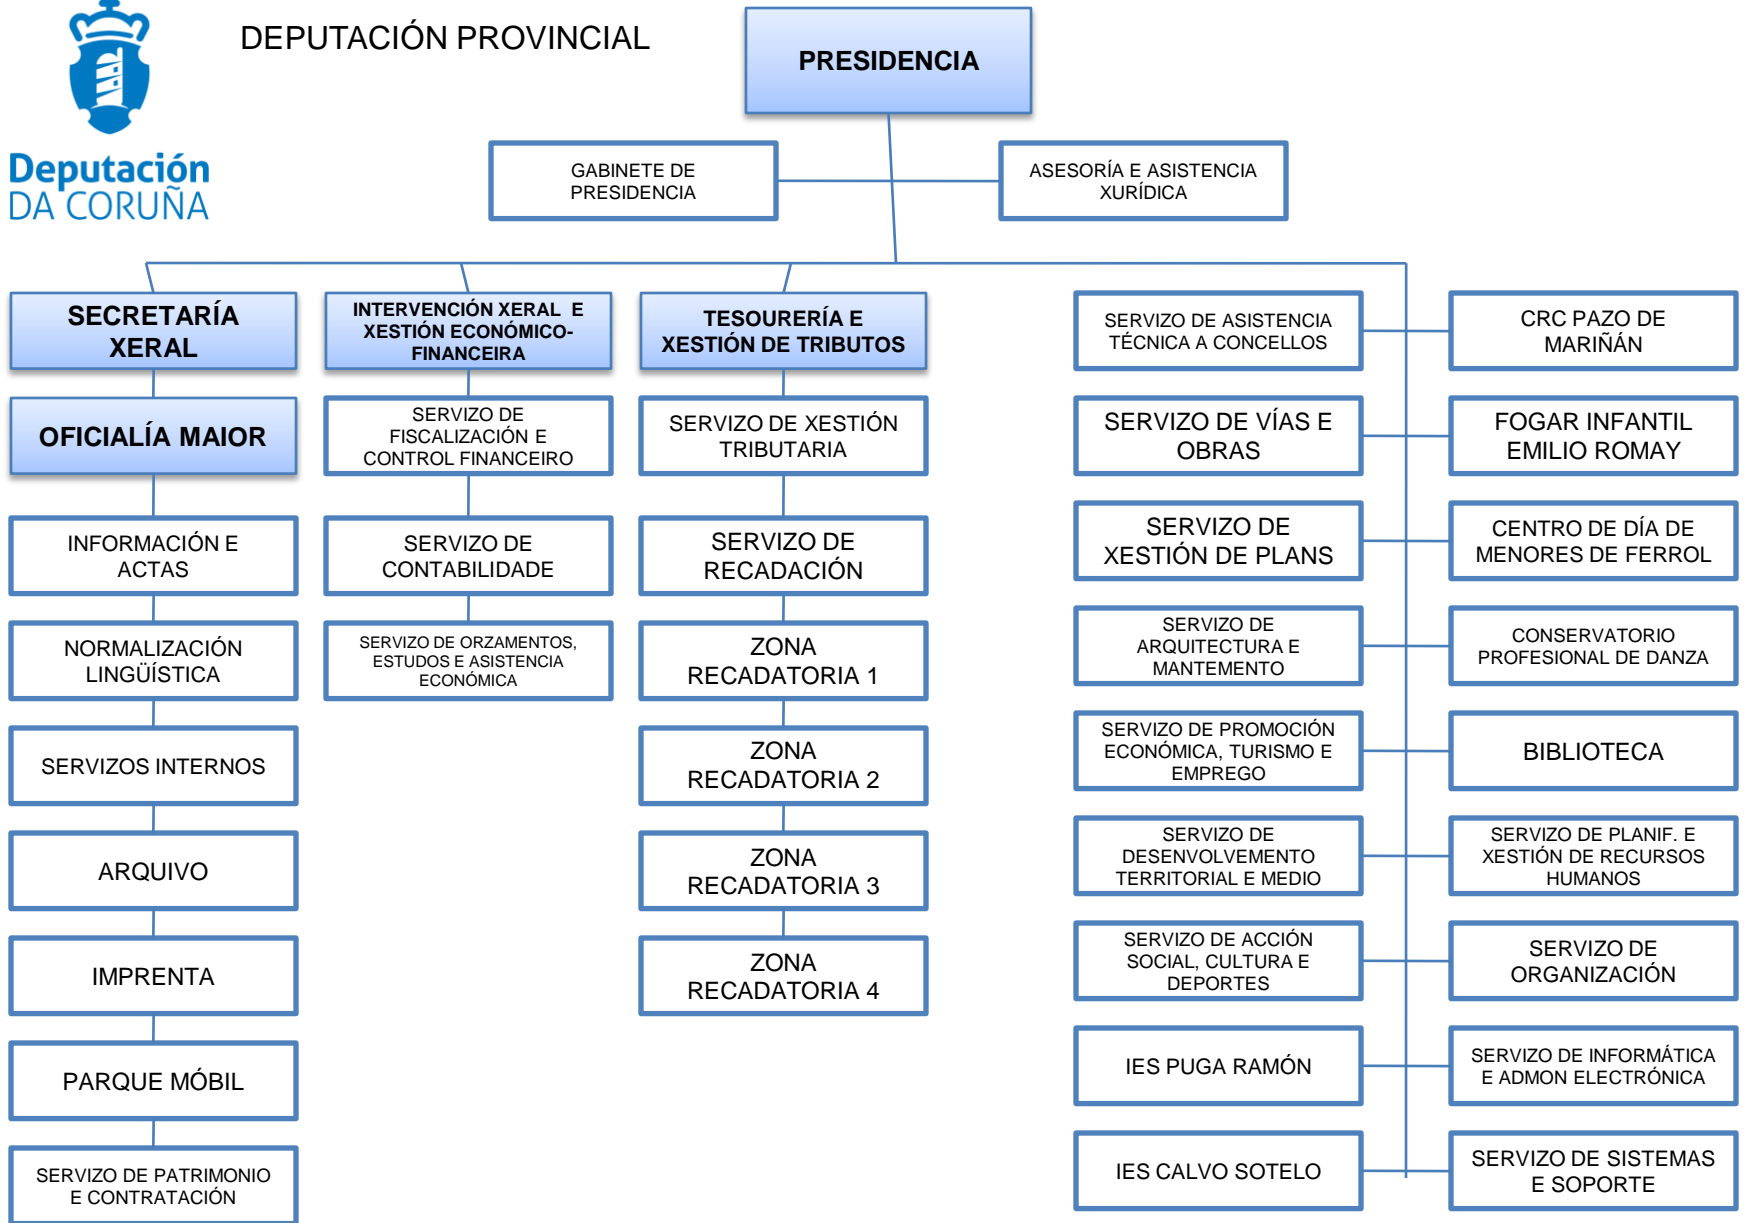 DEPUTACIÓN PROVINCIAL
Deputación
DA CORUÑA
PRESIDENCIA
GABINETE DE
PRESIDENCIA
ASESORÍA E ASISTENCIA
XURÍDICA
SECRETARÍA
XERAL
OFICIALÍA MAIOR
INFORMACIÓN E
ACTAS
NORMALIZACIÓN
LINGÜÍSTICA
SERVIZOS INTERNOS
ARQUIVO
IMPRENTA
PARQUE MÓBIL
SERVIZO DE PATRIMONIO
E CONTRATACIÓN
INTERVENCIÓN XERAL E
XESTIÓN ECONÓMICO-
FINANCEIRA
SERVIZO DE
FISCALIZACIÓN E
CONTROL FINANCEIRO
SERVIZO DE
CONTABILIDADE
SERVIZO DE ORZAMENTOS,
ESTUDOS E ASISTENCIA
ECONÓMICA
TESOURERÍA E
XESTIÓN DE TRIBUTOS
SERVIZO DE XESTIÓN
TRIBUTARIA
SERVIZO DE
RECADACIÓN
ZONA
RECADATORIA 1
ZONA
RECADATORIA 2
ZONA
RECADATORIA 3
ZONA
RECADATORIA 4
SERVIZO DE ASISTENCIA
TÉCNICA A CONCELLOS
SERVIZO DE VÍAS E
OBRAS
SERVIZO DE
XESTIÓN DE PLANS
SERVIZO DE
ARQUITECTURA E
MANTEMENTO
SERVIZO DE PROMOCIÓN
ECONÓMICA, TURISMO E
EMPREGO
SERVIZO DE
DESENVOLVEMENTO
TERRITORIAL E MEDIO
SERVIZO DE ACCIÓN
SOCIAL, CULTURA E
DEPORTES
IES PUGA RAMÓN
IES CALVO SOTELO
CRC PAZO DE
MARIÑÁN
FOGAR INFANTIL
EMILIO ROMAY
CENTRO DE DÍA DE
MENORES DE FERROL
CONSERVATORIO
PROFESIONAL DE DANZA
BIBLIOTECA
SERVIZO DE PLANIF. E
XESTIÓN DE RECURSOS
HUMANOS
SERVIZO DE
ORGANIZACIÓN
SERVIZO DE INFORMÁTICA
E ADMON ELECTRÓNICA
SERVIZO DE SISTEMAS
E SOPORTE